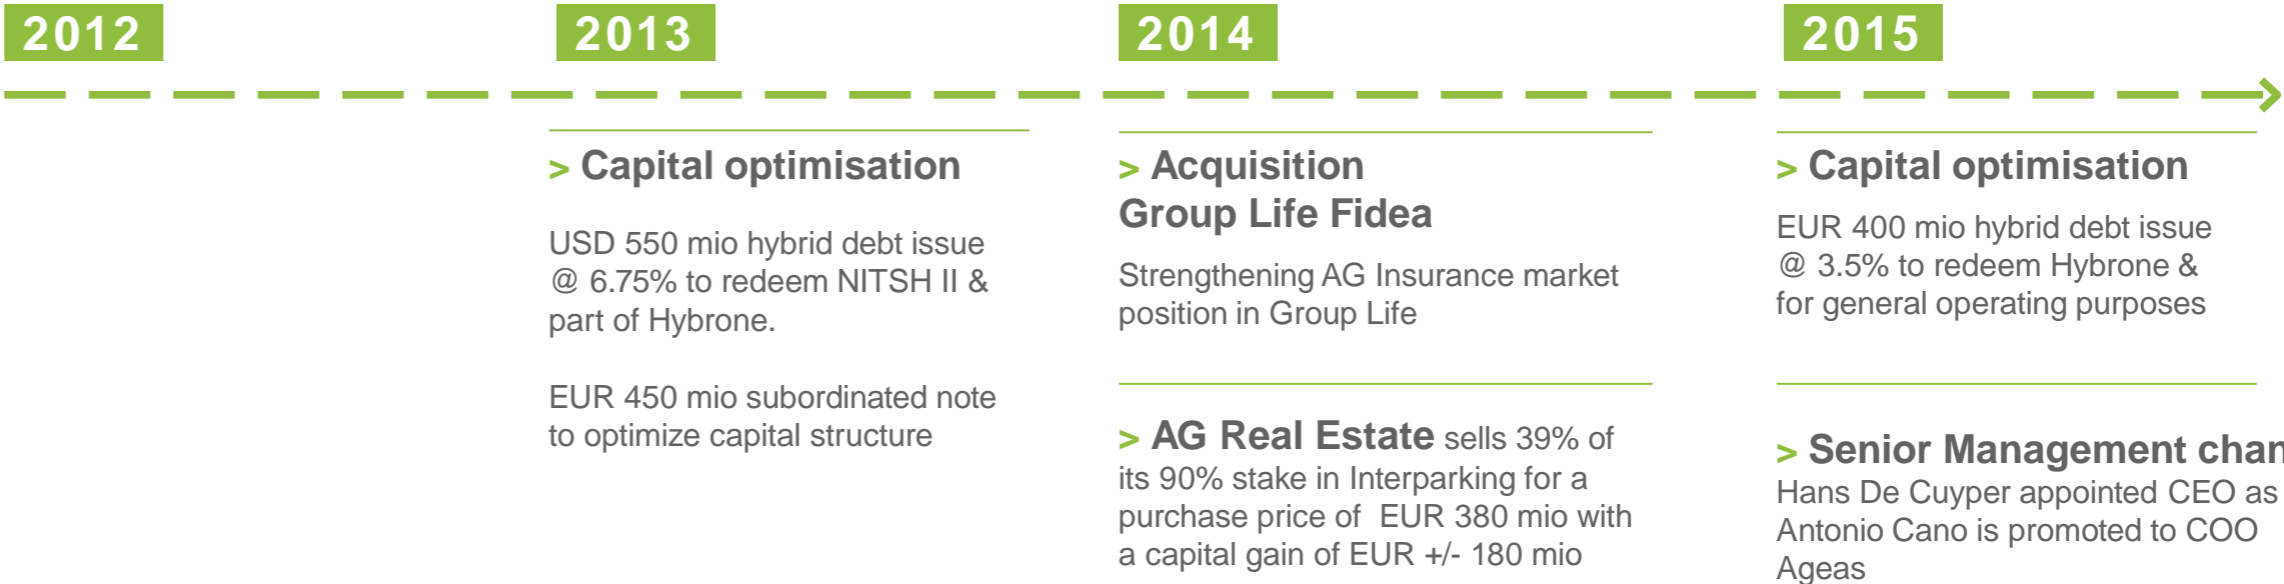 2012
2013
2014
2015
> Capital optimisation
USD 550 mio hybrid debt issue
@ 6.75% to redeem NITSH II &
part of Hybrone.
EUR 450 mio subordinated note
to optimize capital structure
> Acquisition
Group Life Fidea
Strengthening AG Insurance market
position in Group Life
> AG Real Estate sells 39% of
its 90% stake in Interparking for a
purchase price of EUR 380 mio with
a capital gain of EUR +/- 180 mio
> Capital optimisation
EUR 400 mio hybrid debt issue
@ 3.5% to redeem Hybrone &
for general operating purposes
> Senior Management
Hans De Cuyper appointed CEO as
Antonio Cano is promoted to COO
Ageas